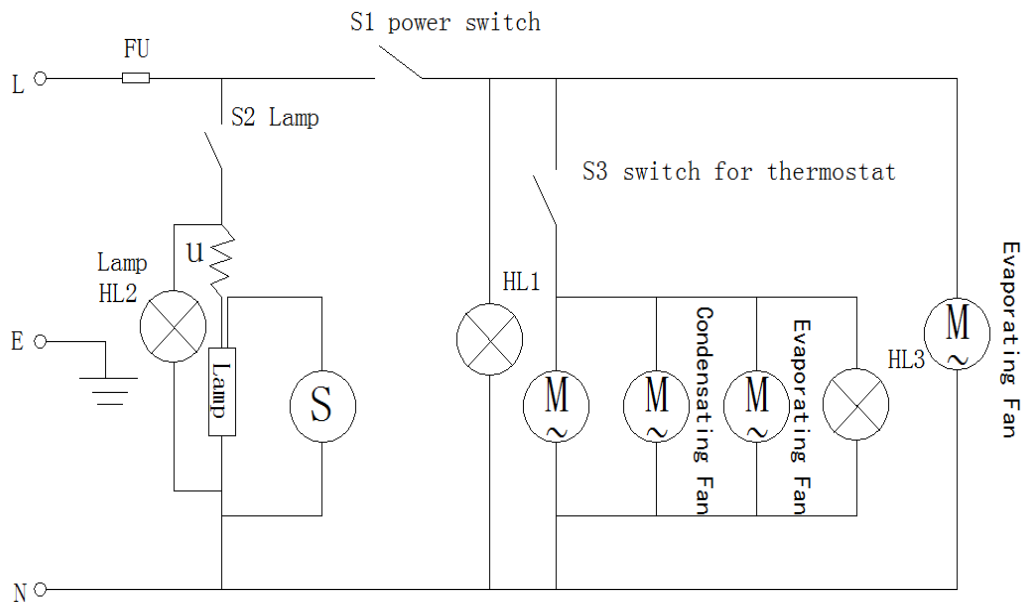 S1 power switch
FU
L
S2 Lamp
S3 switch for thermostat
u
Lamp
HL2
HL1
E
Lamp
S
M
~
M
~
Condensating Fan
M
~
Evaporating Fan
HL3
M
~
Evaporating Fan
N